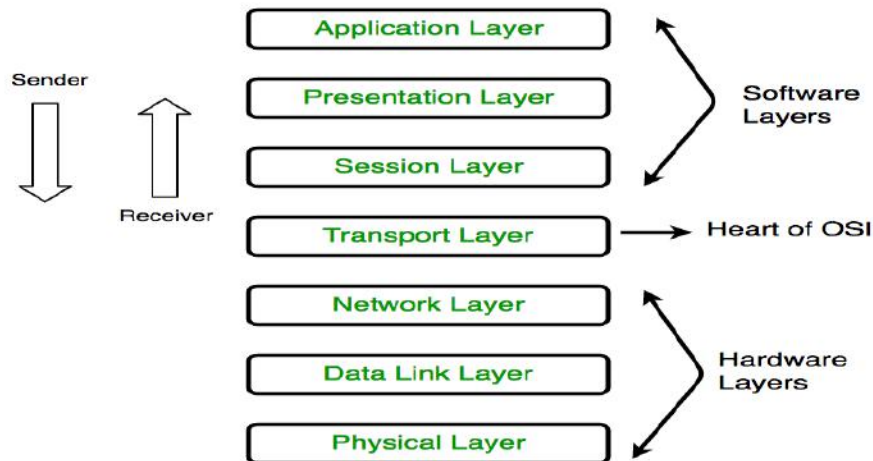 Application Layer
Sender
Presentation Layer
Software
Layers
Session Layer
Receiver
Transport Layer
Heart of OSI
Network Layer
Hardware
Layers
Data Link Layer
Physical Layer